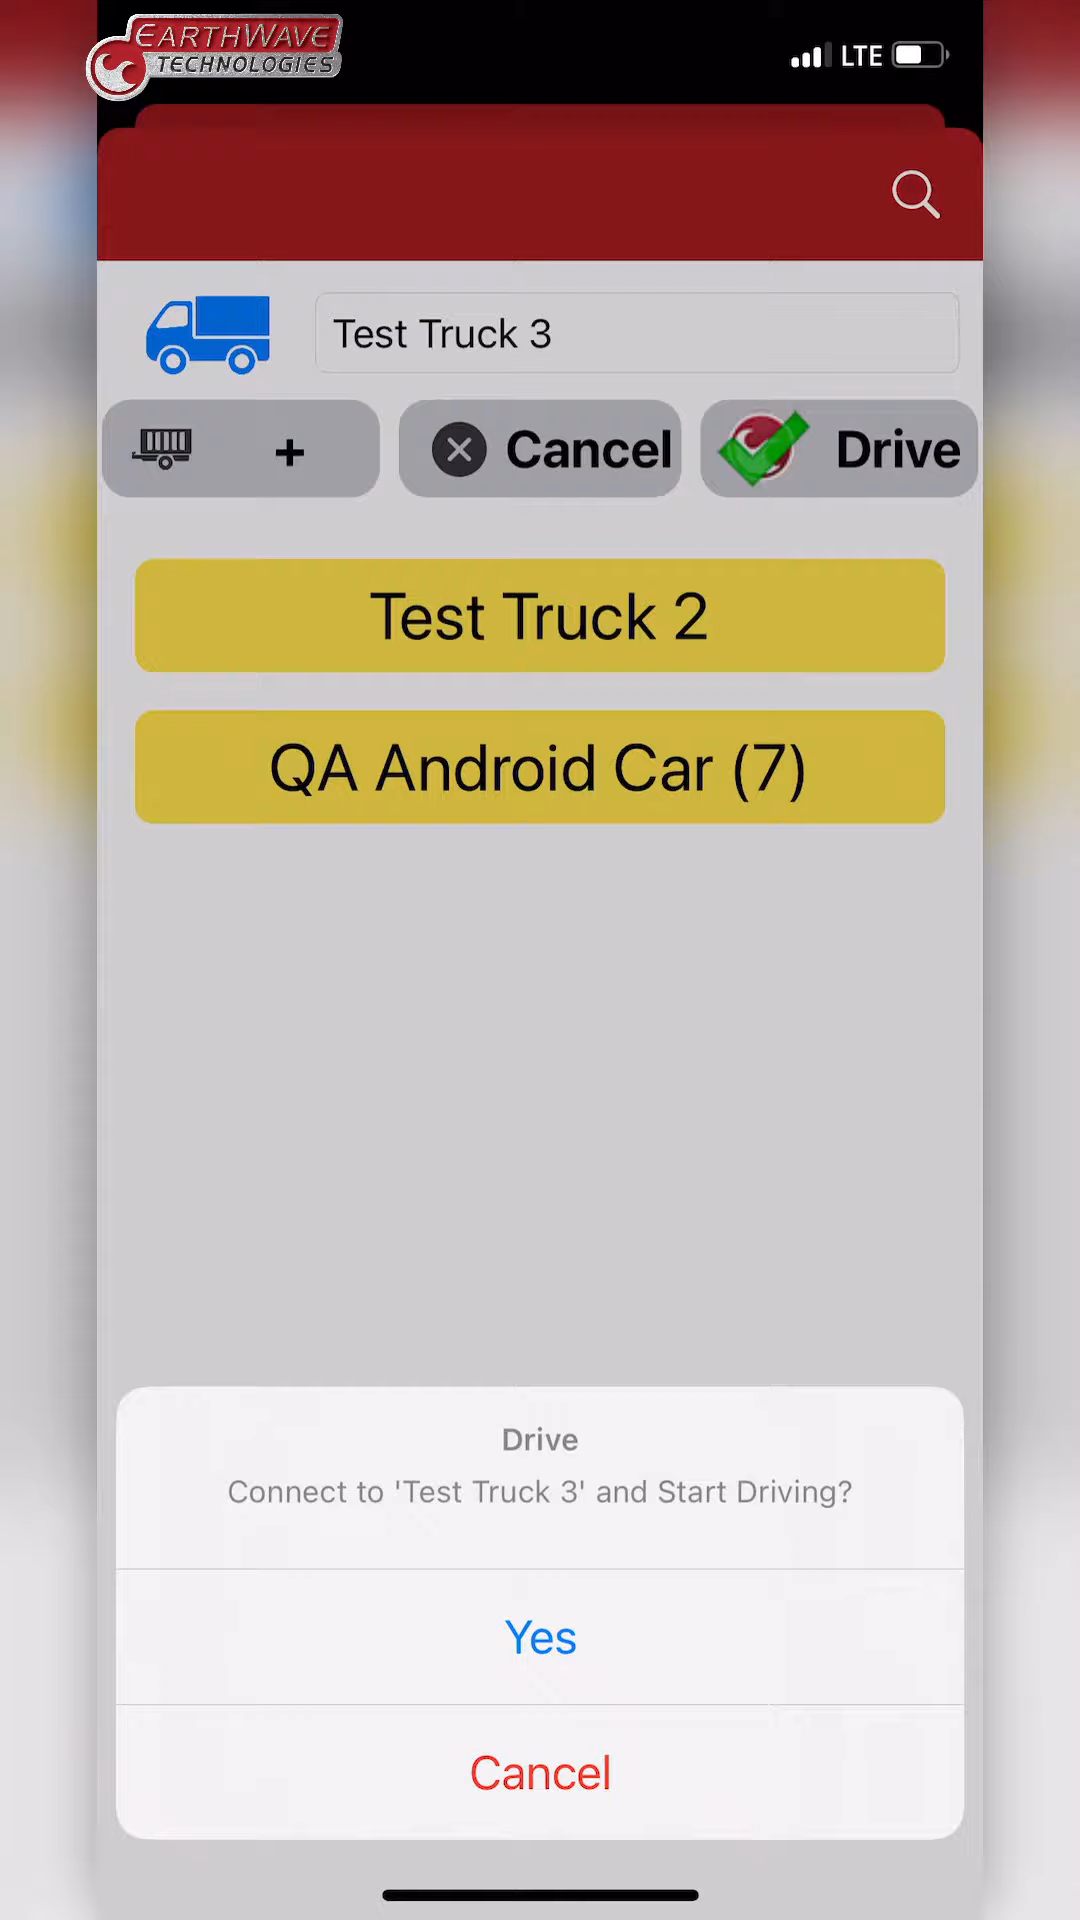 EARTHWAVE
TECHNOLOGIES
LTE
Test Truck 3
+ Cancel Drive
Test Truck 2
QA Android Car (7)
Drive
Connect to 'Test Truck 3' and Start Driving?
Yes
Cancel